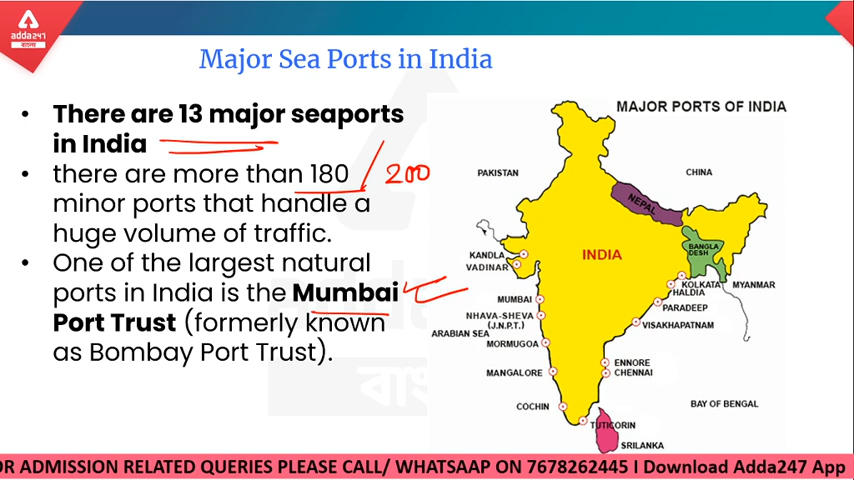 adda247
বাংলা
Major Sea Ports in India
• There are 13 major seaports
in India
• there are more than 180 / 200
minor ports that handle a
huge volume of traffic.
• One of the largest natural
ports in India is the Mumbai
Port Trust (formerly known
as Bombay Port Trust).
MAJOR PORTS OF INDIA
PAKISTAN
CHINA
NEPAL
INDIA
BANGLA
DESH
KANDLA
VADINAR
KOLKATA
MYANMAR
HALDIA
MUMBAI
PARADEEP
NHAVA-SHEVA
(J.N.P.T.)
VISAKHAPATNAM
ARABIAN SEA
MORMUGOA
ENNORE
MANGALORE
CHENNAI
COCHIN
BAY OF BENGAL
TUTICORIN
SRILANKA
OR ADMISSION RELATED QUERIES PLEASE CALL/ WHATSAAP ON 7678262445 I Download Adda247 App